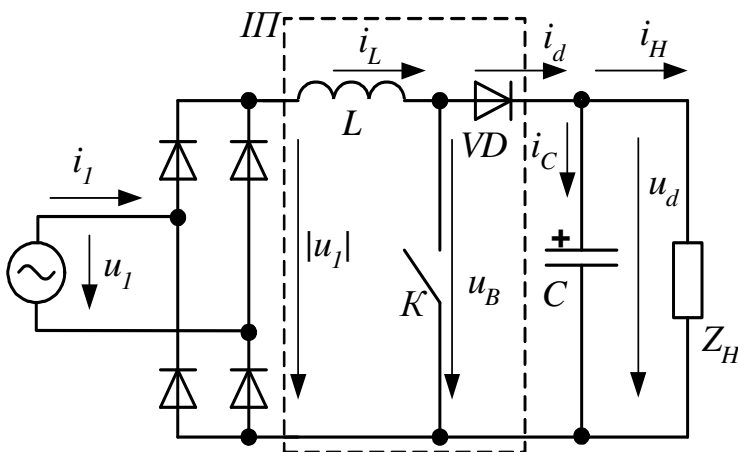 ІП
i_L
i_d
i_H
L
VD
i_C
i_1
|u_1|
u_d
+
u_1
К
u_B
C
Z_H